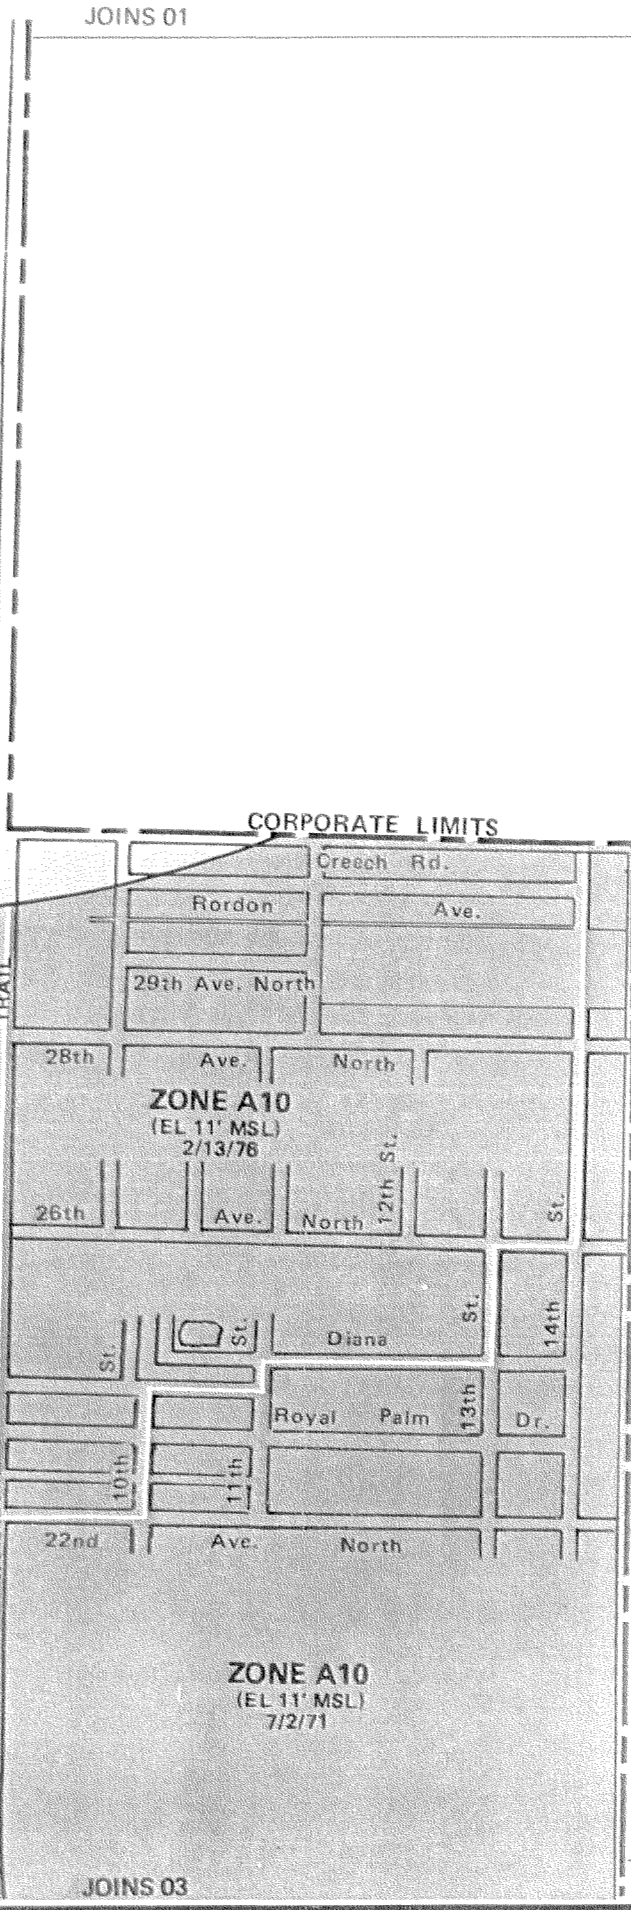 JOINS 01
CORPORATE LIMITS
Creech Rd.
Rordon Ave.
TRAIL
29th Ave. North
28th Ave. North
ZONE A10
(EL 11' MSL)
2/13/76
12th St.
26th Ave. North
St.
14th
St.
13th
St.
Diana
St.
Royal Palm Dr.
10th
11th
22nd Ave. North
ZONE A10
(EL 11' MSL)
7/2/71
JOINS 03